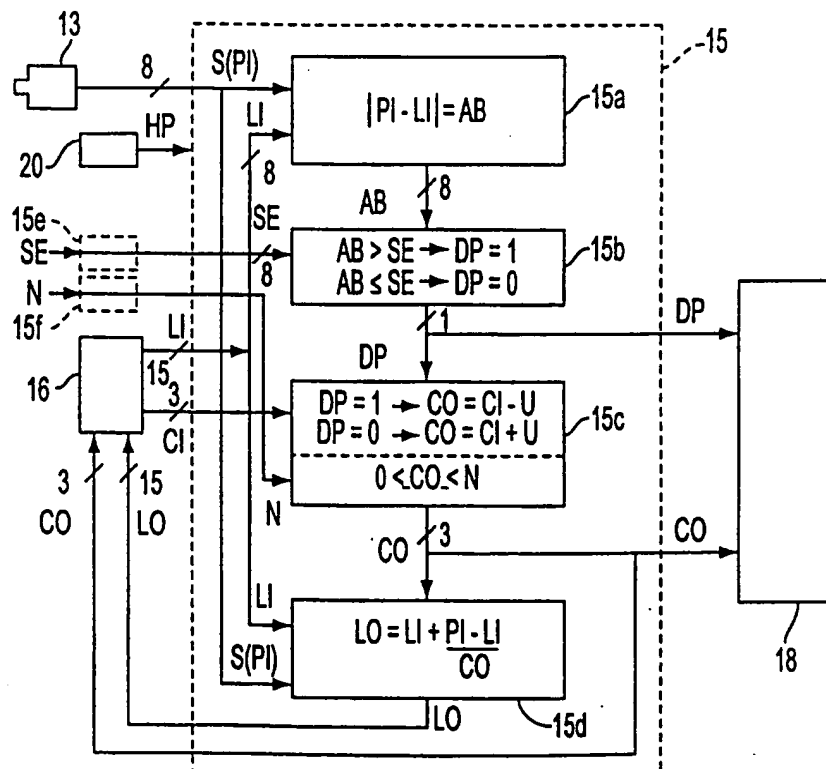 13
8
S(PI)
15
|PI - LI| = AB
15a
LI
HP
20
8
8
AB
15e
SE
SE
8
AB > SE → DP = 1
AB ≤ SE → DP = 0
15b
N
15f
1
DP
DP
LI
15
16
3
CI
DP = 1 → CO = CI - U
DP = 0 → CO = CI + U
15c
0 ≤ CO ≤ N
3
15
N
CO
LO
3
CO
CO
LI
LO = LI + PI - LI
CO
S(PI)
18
LO
15d